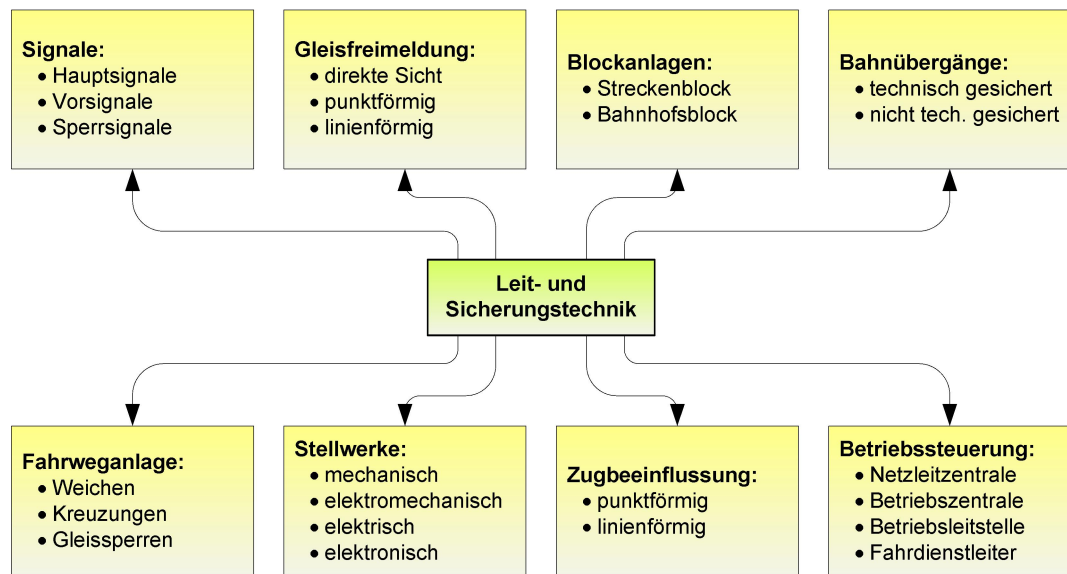 Signale:
• Hauptsignale
• Vorsignale
• Sperrsignale
Gleisfreimeldung:
• direkte Sicht
• punktförmig
• linienförmig
Blockanlagen:
• Streckenblock
• Bahnhofsblock
Bahnübergänge:
• technisch gesichert
• nicht tech. gesichert
Leit- und
Sicherungstechnik
Fahrweganlage:
• Weichen
• Kreuzungen
• Gleissperren
Stellwerke:
• mechanisch
• elektromechanisch
• elektrisch
• elektronisch
Zugbeeinflussung:
• punktförmig
• linienförmig
Betriebssteuerung:
• Netzleitzentrale
• Betriebszentrale
• Betriebsleitstelle
• Fahrdienstleiter